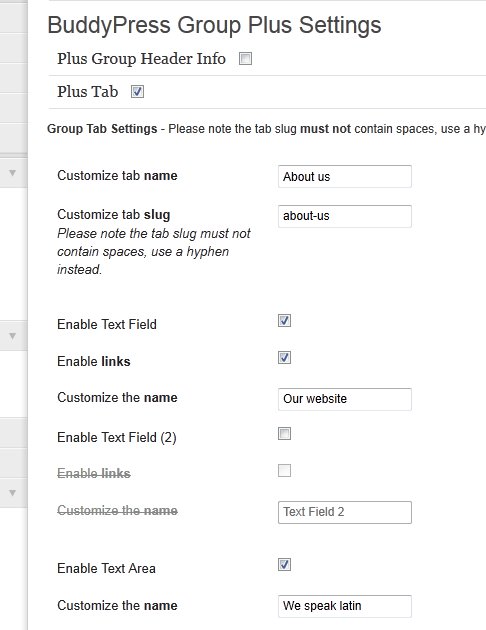 BuddyPress Group Plus Settings
Plus Group Header Info
Plus Tab
Group Tab Settings - Please note the tab slug must not contain spaces, use a hy
Customize tab name
About us
Customize tab slug
about-us
Please note the tab slug must not
contain spaces, use a hyphen
instead.
Enable Text Field
Enable links
Customize the name
Our website
Enable Text Field (2)
Enable links
Customize the name
Text Field 2
Enable Text Area
Customize the name
We speak latin